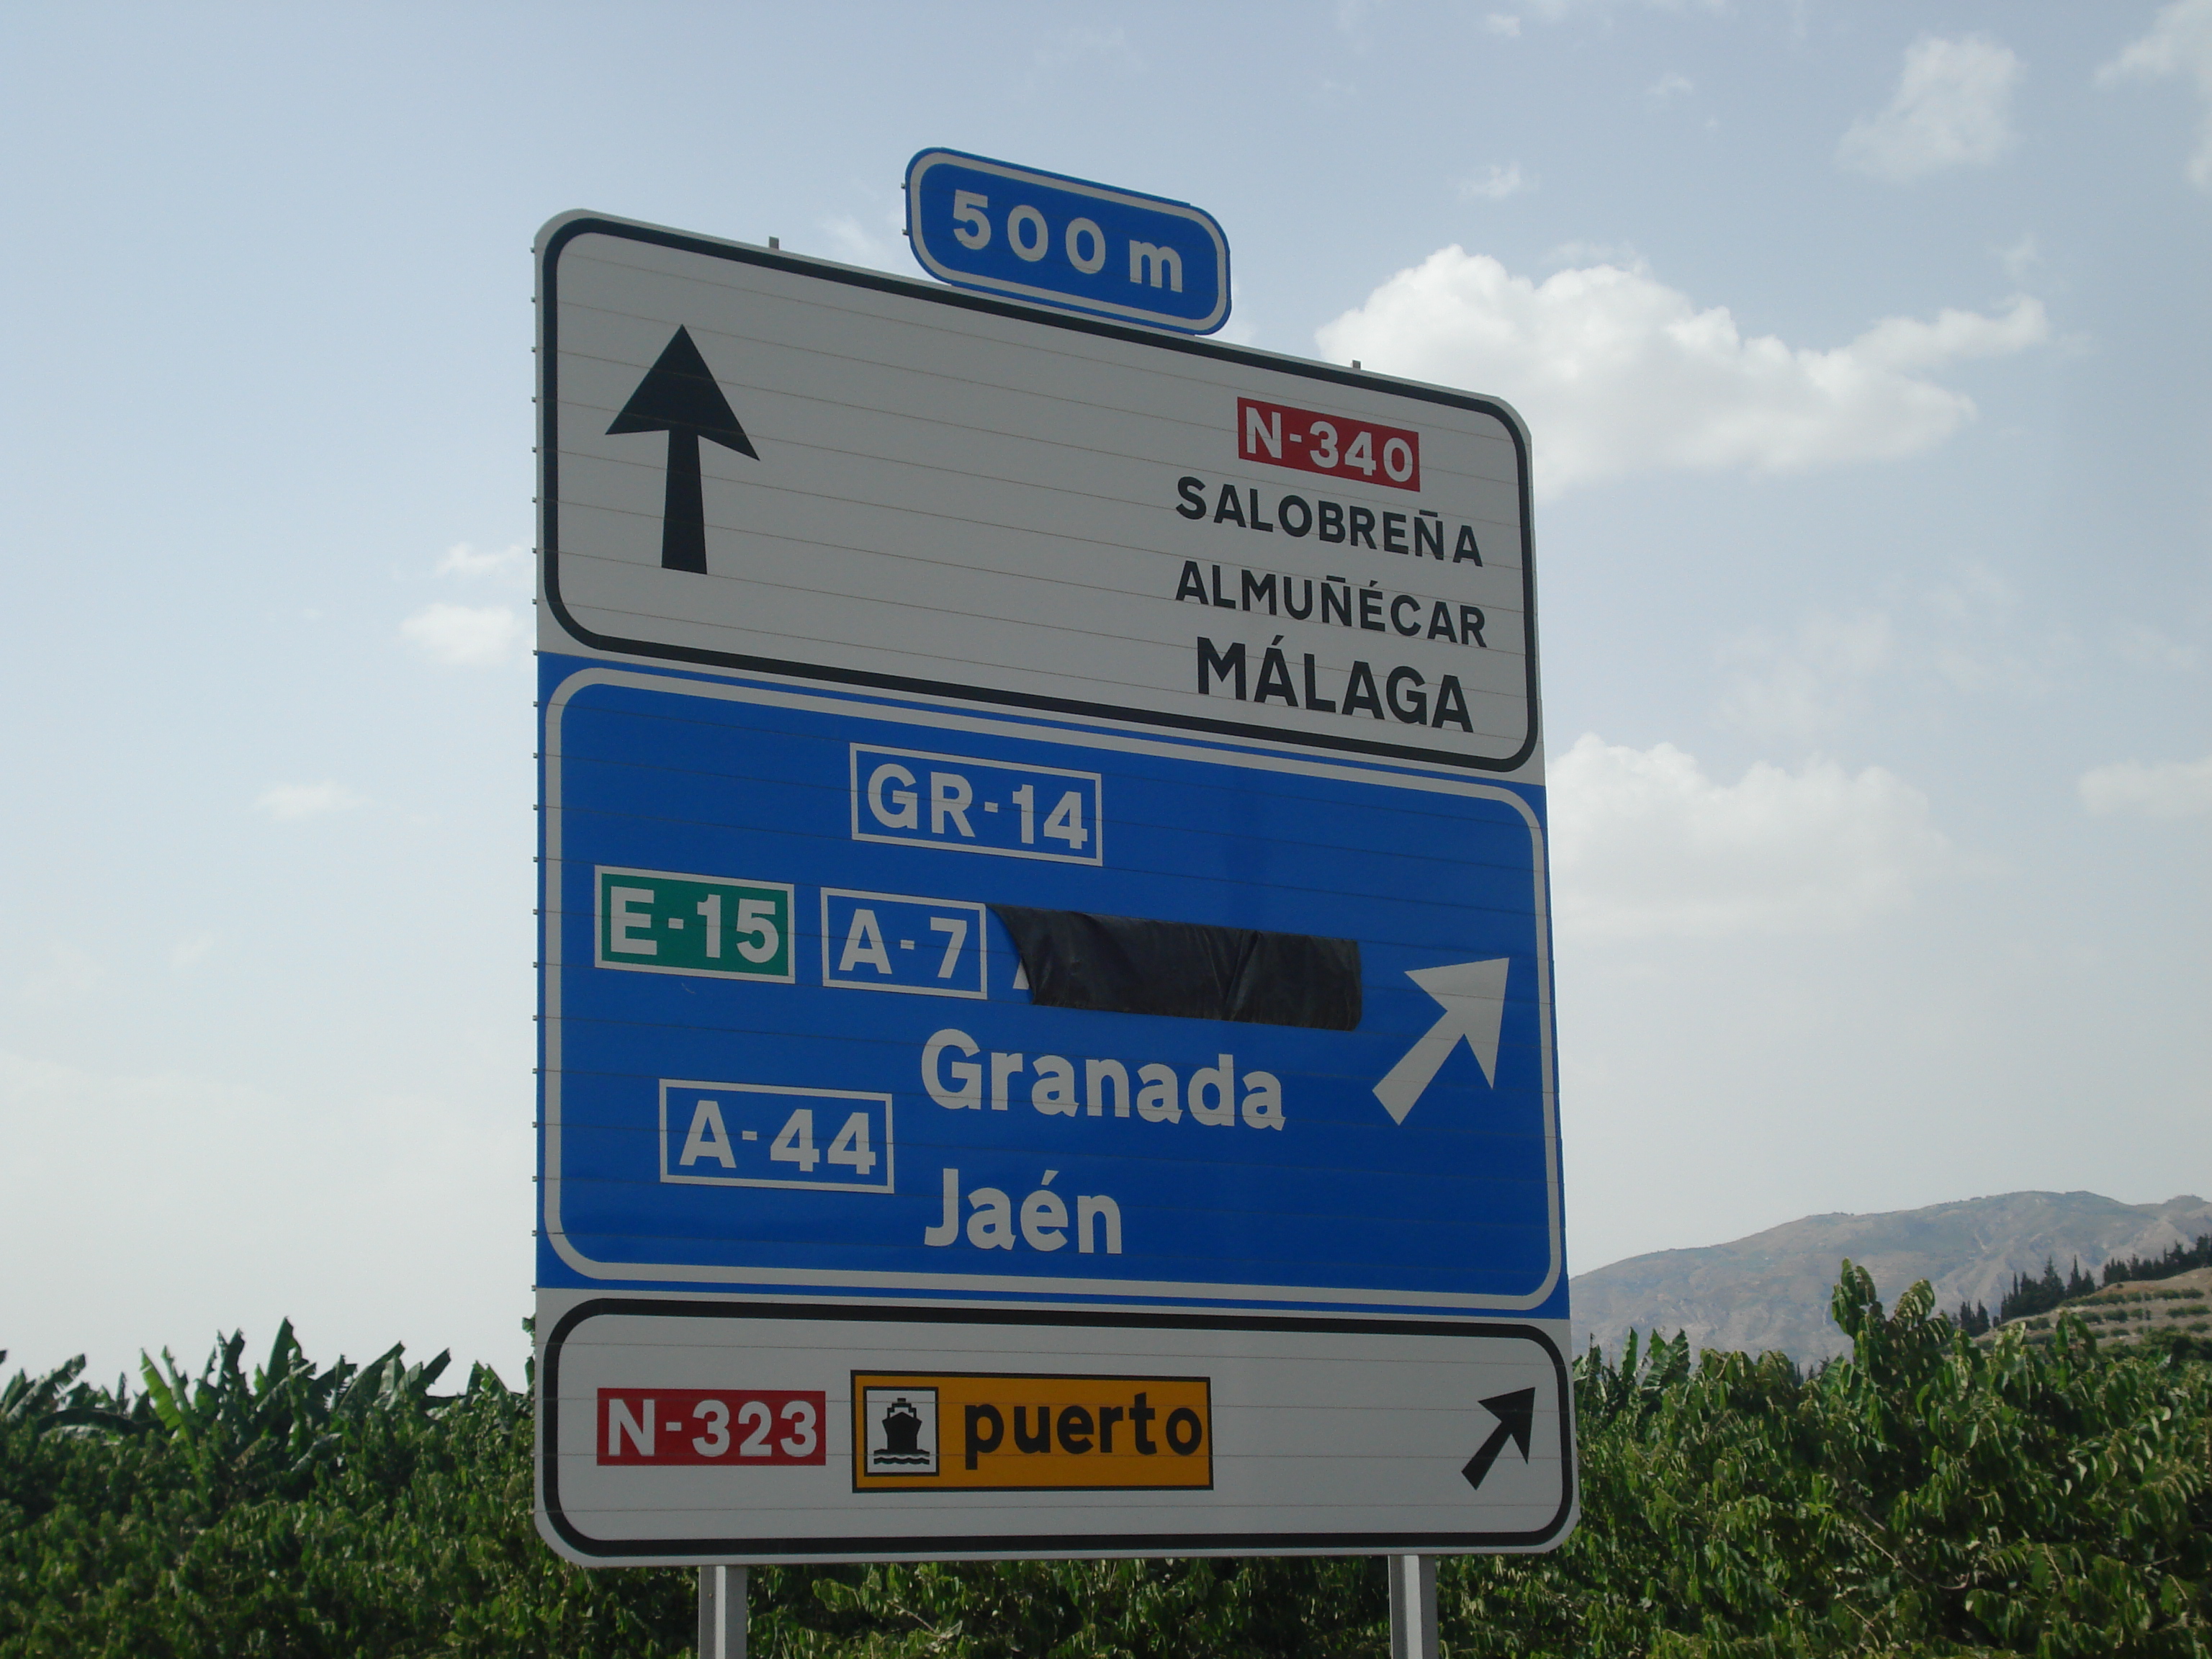 500 m
N-340
SALOBREÑA
ALMUÑÉCAR
MÁLAGA
GR-14
E-15 A-7
Granada
A-44
Jaén
N-323 puerto